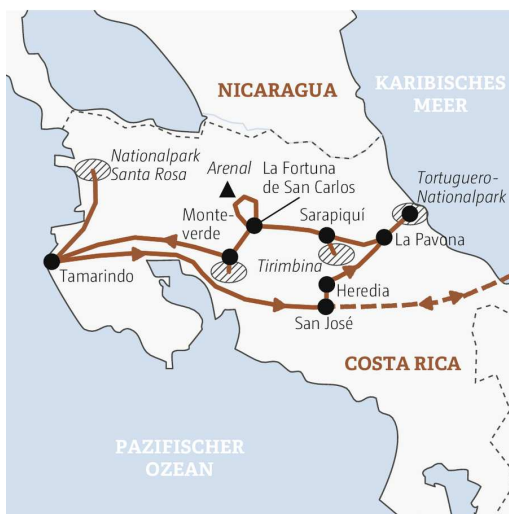 NICARAGUA
KARIBISCHES
MEER
Nationalpark
Santa Rosa
Arenal
La Fortuna
de San Carlos
Tortuguero-
Nationalpark
Monte-
verde
Sarapiquí
La Pavona
Tamarindo
Tirimbina
Heredia
San José
COSTA RICA
PAZIFISCHER
OZEAN